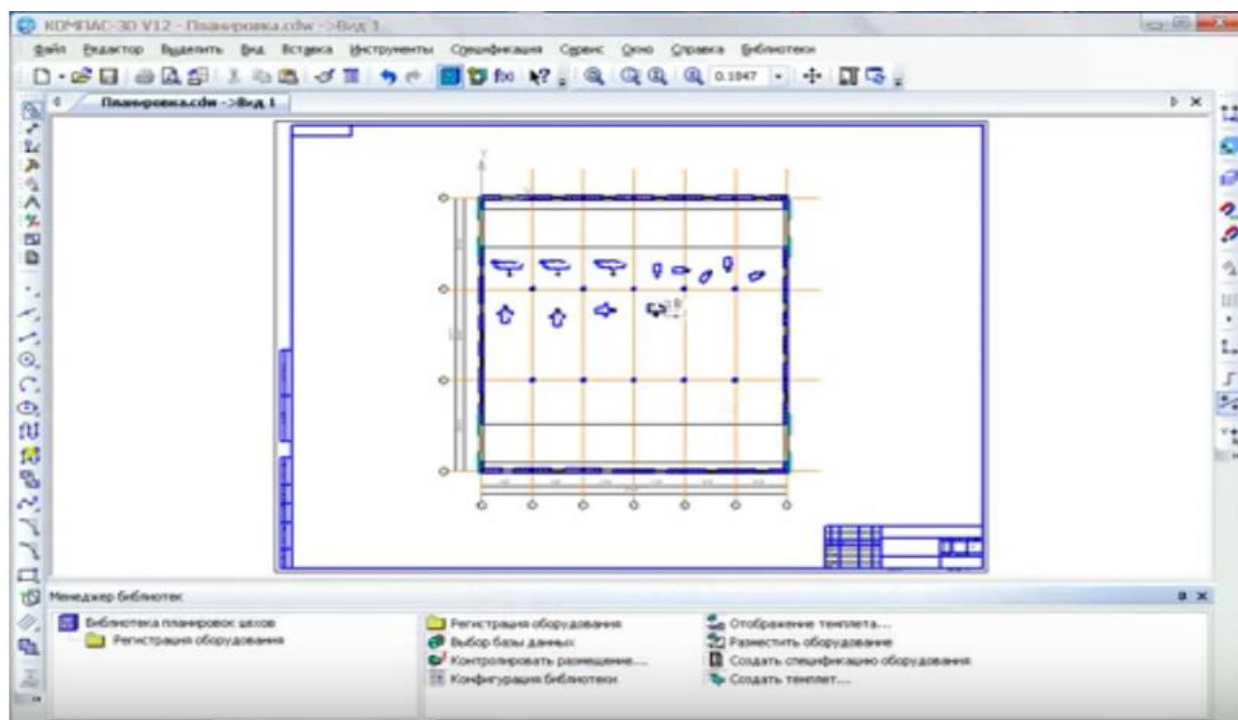 КОМПАС-3D V12 - Планировка.cdw ->Вид 1
Файл Редактор Выделить Вид Вставка Инструменты Спецификация Сервис Окно Справка Библиотеки
f(x) 0.1847
Планировка.cdw ->Вид 1
Менеджер библиотек
Библиотека планировок цехов
Регистрация оборудования
Регистрация оборудования
Выбор базы данных
Контролировать размещение...
Конфигурация библиотеки
Отображение темплета...
Разместить оборудование
Создать спецификацию оборудования
Создать темплет...